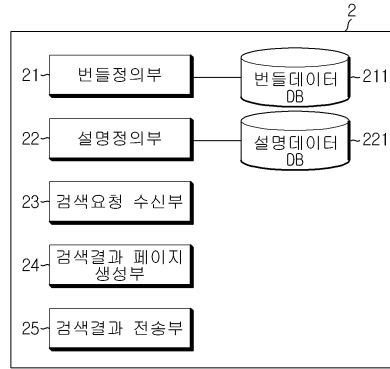 2
21 번들정의부 번들데이터 211
DB
22 설명정의부 설명데이터 221
DB
23 검색요청 수신부
24 검색결과 페이지
생성부
25 검색결과 전송부